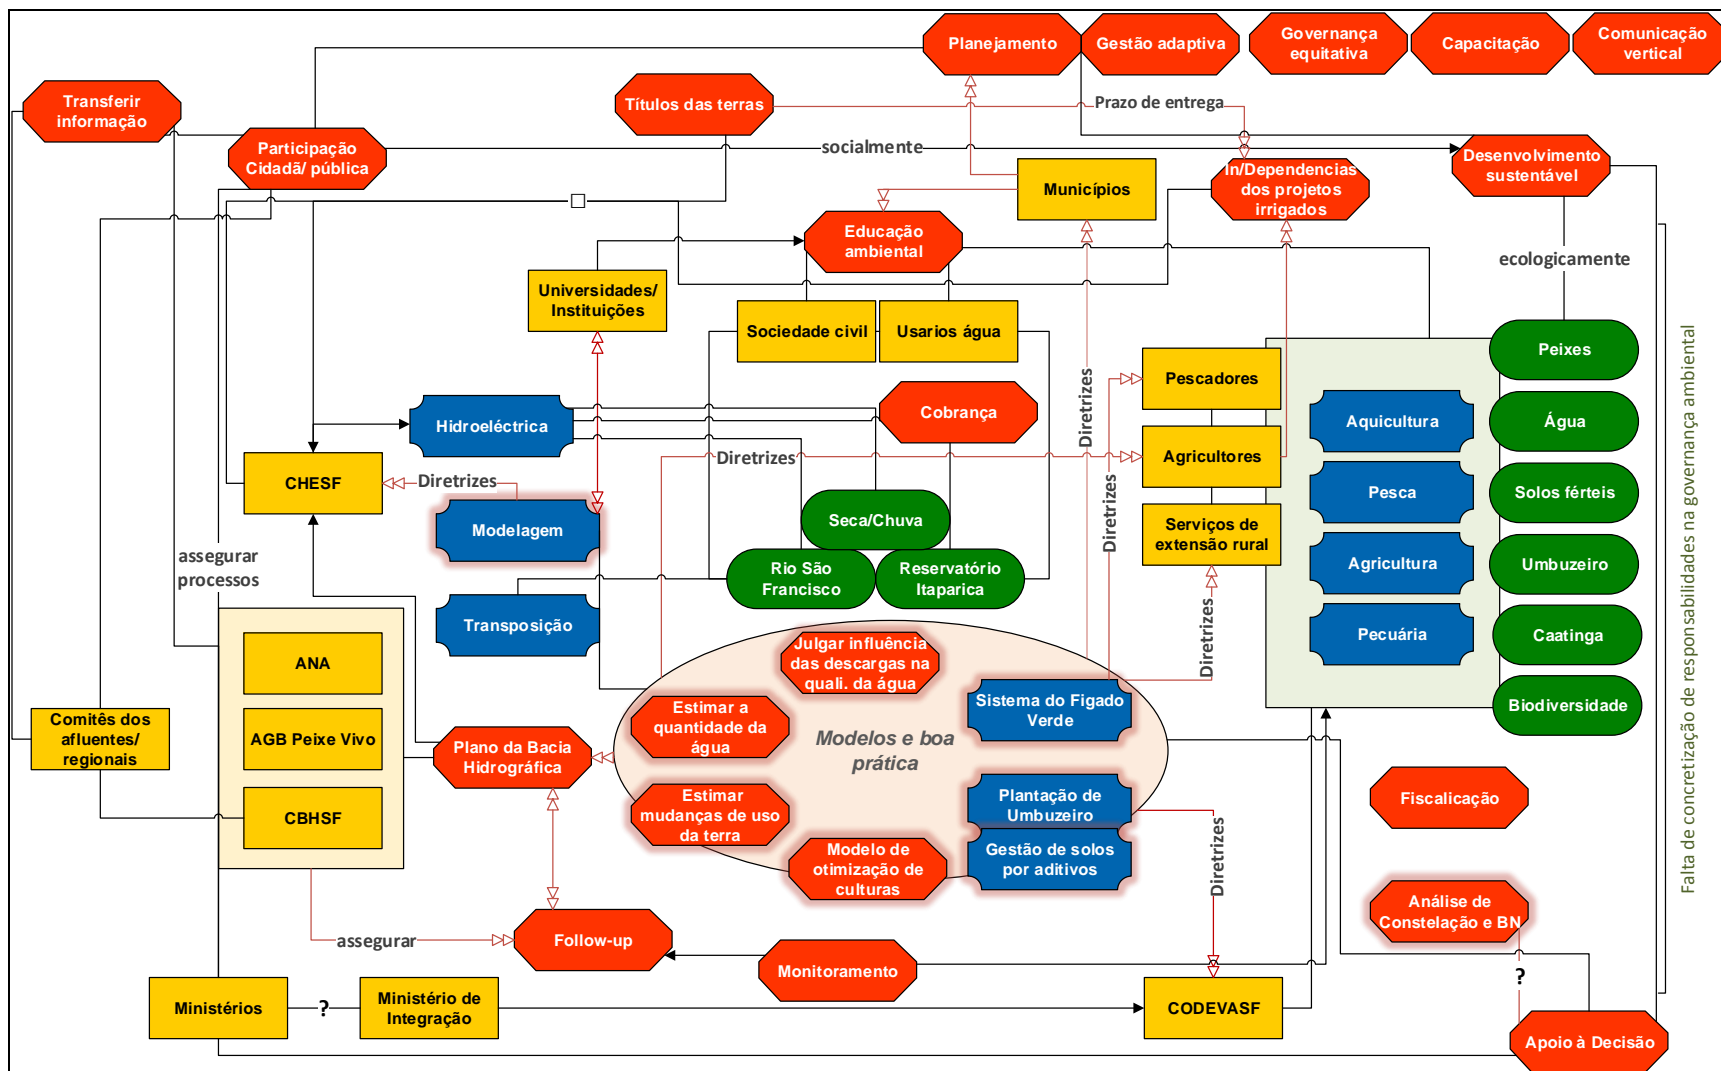 Planejamento
Gestão adaptiva
Governança
equitativa
Capacitação
Comunicação
vertical
Transferir
informação
Títulos das terras
Prazo de entrega
Participação
Cidadã/ pública
socialmente
Desenvolvimento
sustentável
In/Dependencias
dos projetos
irrigados
Municípios
Educação
ambiental
ecologicamente
Universidades/
Instituições
Sociedade civil
Usarios água
Pescadores
Peixes
Hidroeléctrica
Cobrança
Diretrizes
Aquicultura
Água
Diretrizes
Agricultores
CHESF
Diretrizes
Pesca
Solos férteis
Modelagem
Seca/Chuva
Diretrizes
Serviços de
extensão rural
assegurar
processos
Rio São
Francisco
Reservatório
Itaparica
Agricultura
Umbuzeiro
Transposição
Diretrizes
Pecuária
Caatinga
Falta de concretização de responsabilidades na governança ambiental
ANA
Julgar influência
das descargas na
quali. da água
Sistema do Figado
Verde
Biodiversidade
Comitês dos
afluentes/
regionais
AGB Peixe Vivo
Plano da Bacia
Hidrográfica
Estimar a
quantidade da
água
Modelos e boa
prática
CBHSF
Estimar
mudanças de uso
da terra
Plantação de
Umbuzeiro
Fiscalicação
Modelo de
otimização de
culturas
Gestão de solos
por aditivos
Diretrizes
Análise de
Constelação e BN
assegurar
Follow-up
Monitoramento
?
Ministérios
?
Ministério de
Integração
CODEVASF
Apoio à Decisão